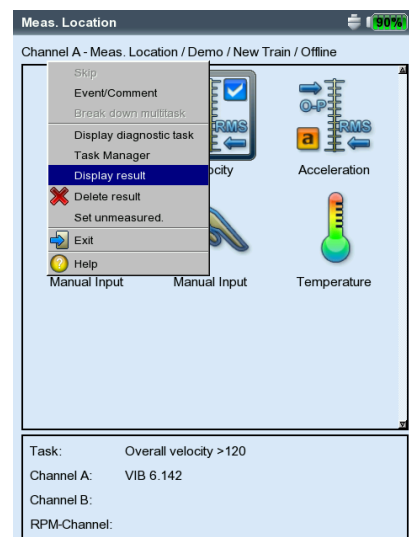 Meas. Location
90%
Channel A - Meas. Location / Demo / New Train / Offline
Skip
Event/Comment
Break down multitask
Display diagnostic task
Task Manager
Display result
Delete result
Set unmeasured.
Exit
Help
RMS
O-P
a
RMS
ocity
Acceleration
Manual Input
Manual Input
Temperature
Task: Overall velocity >120
Channel A: VIB 6.142
Channel B:
RPM-Channel: